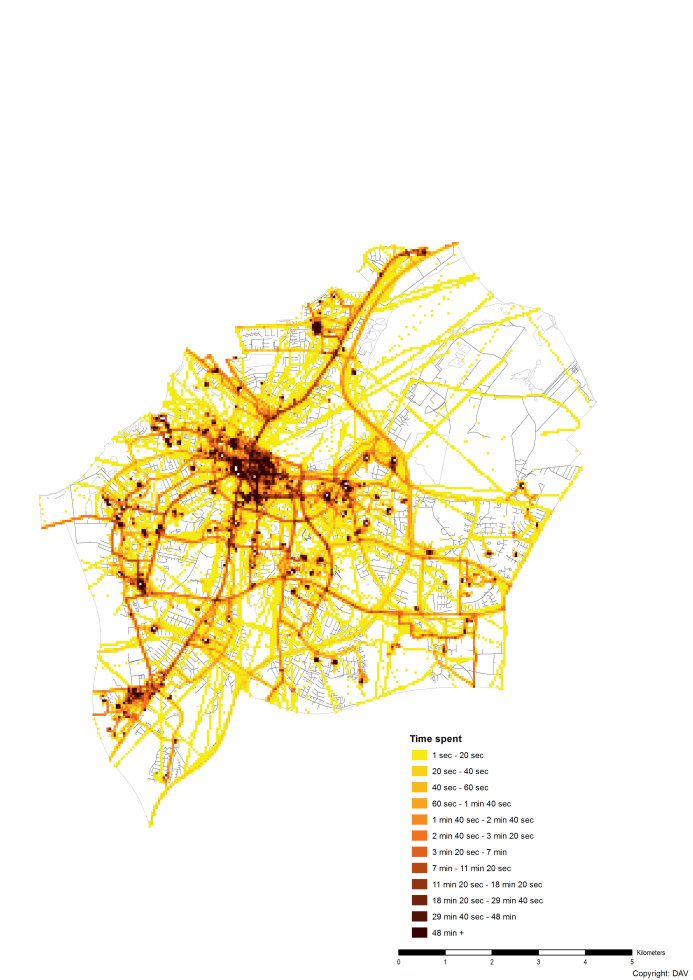 Time spent
1 sec - 20 sec
20 sec - 40 sec
40 sec - 60 sec
60 sec - 1 min 40 sec
1 min 40 sec - 2 min 40 sec
2 min 40 sec - 3 min 20 sec
3 min 20 sec - 7 min
7 min - 11 min 20 sec
11 min 20 sec - 18 min 20 sec
18 min 20 sec - 29 min 40 sec
29 min 40 sec - 48 min
48 min +
Kilometers
0 1 2 3 4 5
Copyright: DAV